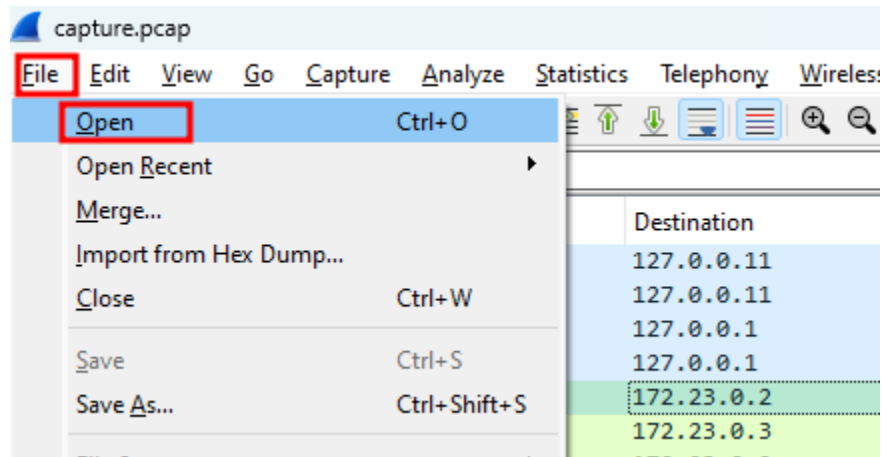 capture.pcap
File Edit View Go Capture Analyze Statistics Telephony Wireless
Open Ctrl+O
Open Recent
Merge...
Import from Hex Dump...
Close Ctrl+W
Save Ctrl+S
Save As... Ctrl+Shift+S
Destination
127.0.0.11
127.0.0.11
127.0.0.1
127.0.0.1
172.23.0.2
172.23.0.3